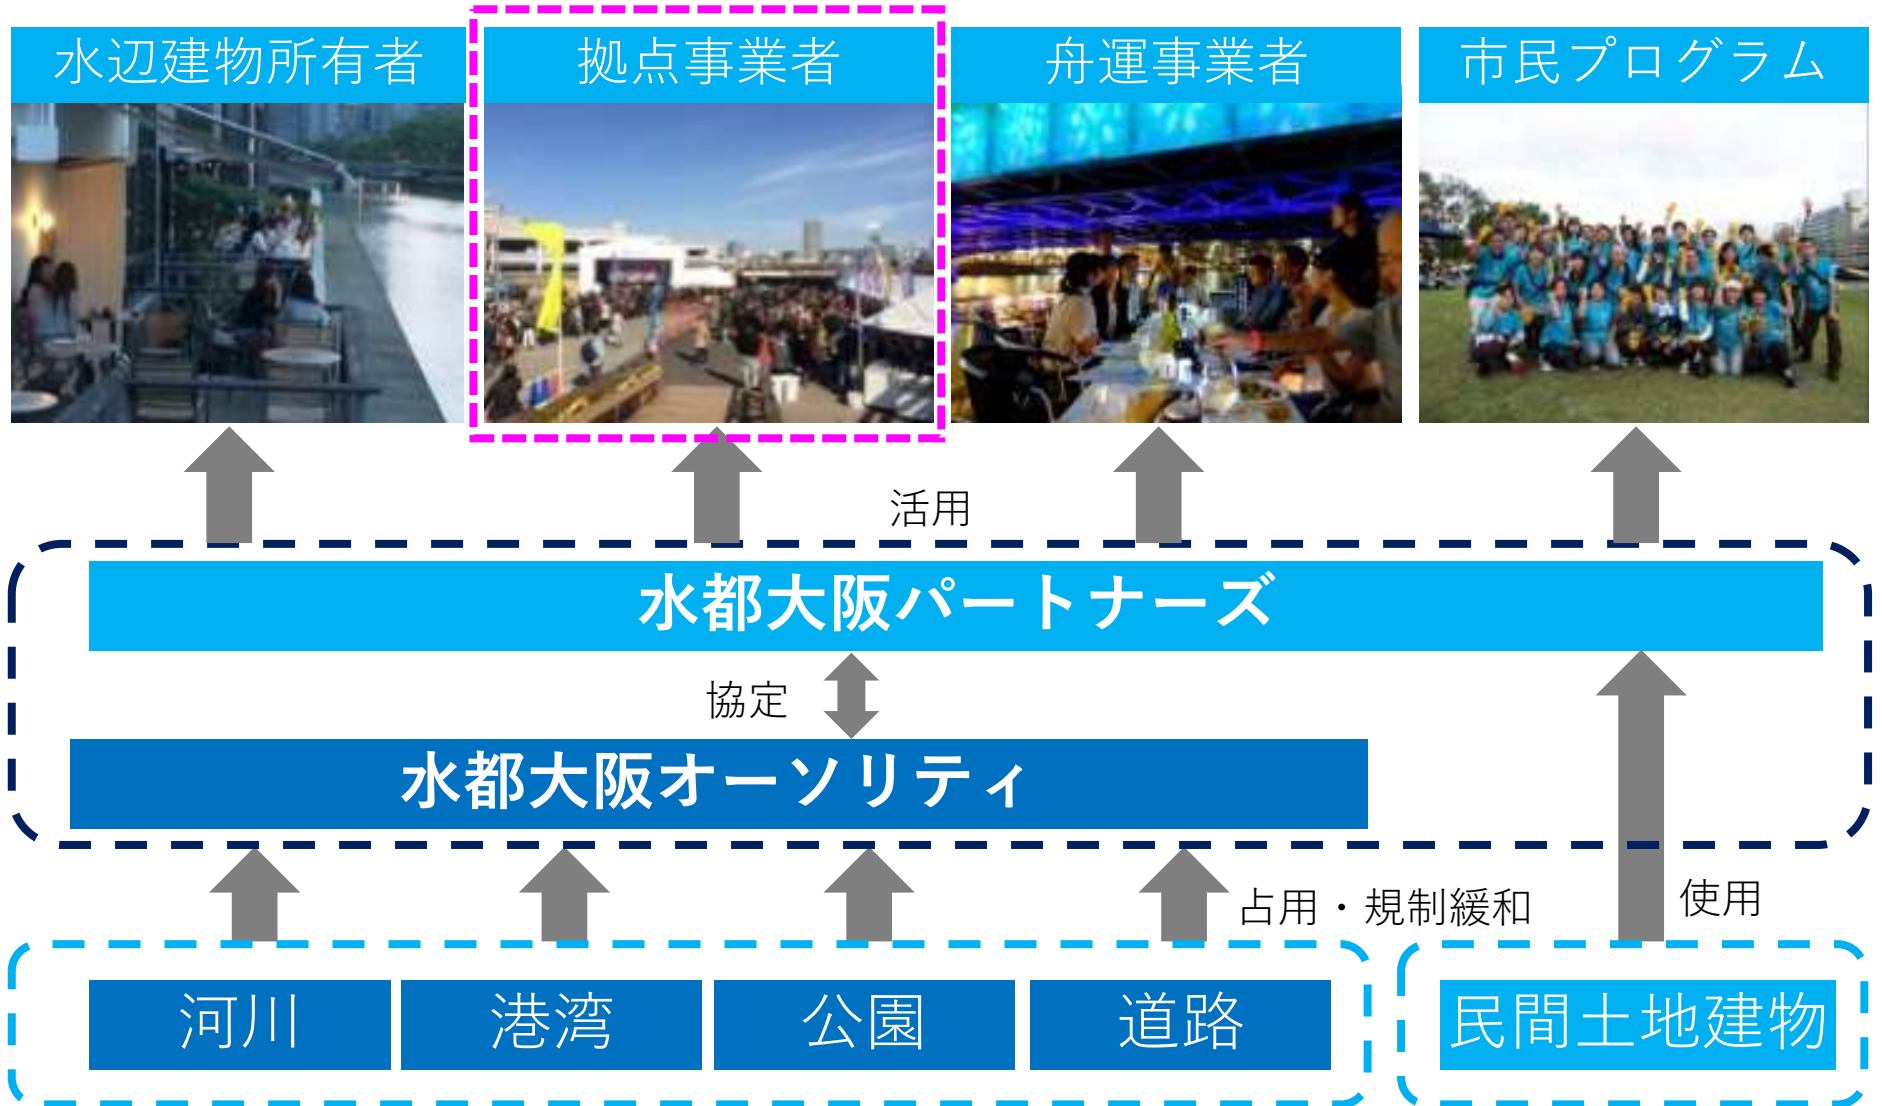 水辺建物所有者
拠点事業者
舟運事業者
市民プログラム
活用
水都大阪パートナーズ
協定
水都大阪オーソリティ
占用・規制緩和
使用
河川
港湾
公園
道路
民間土地建物